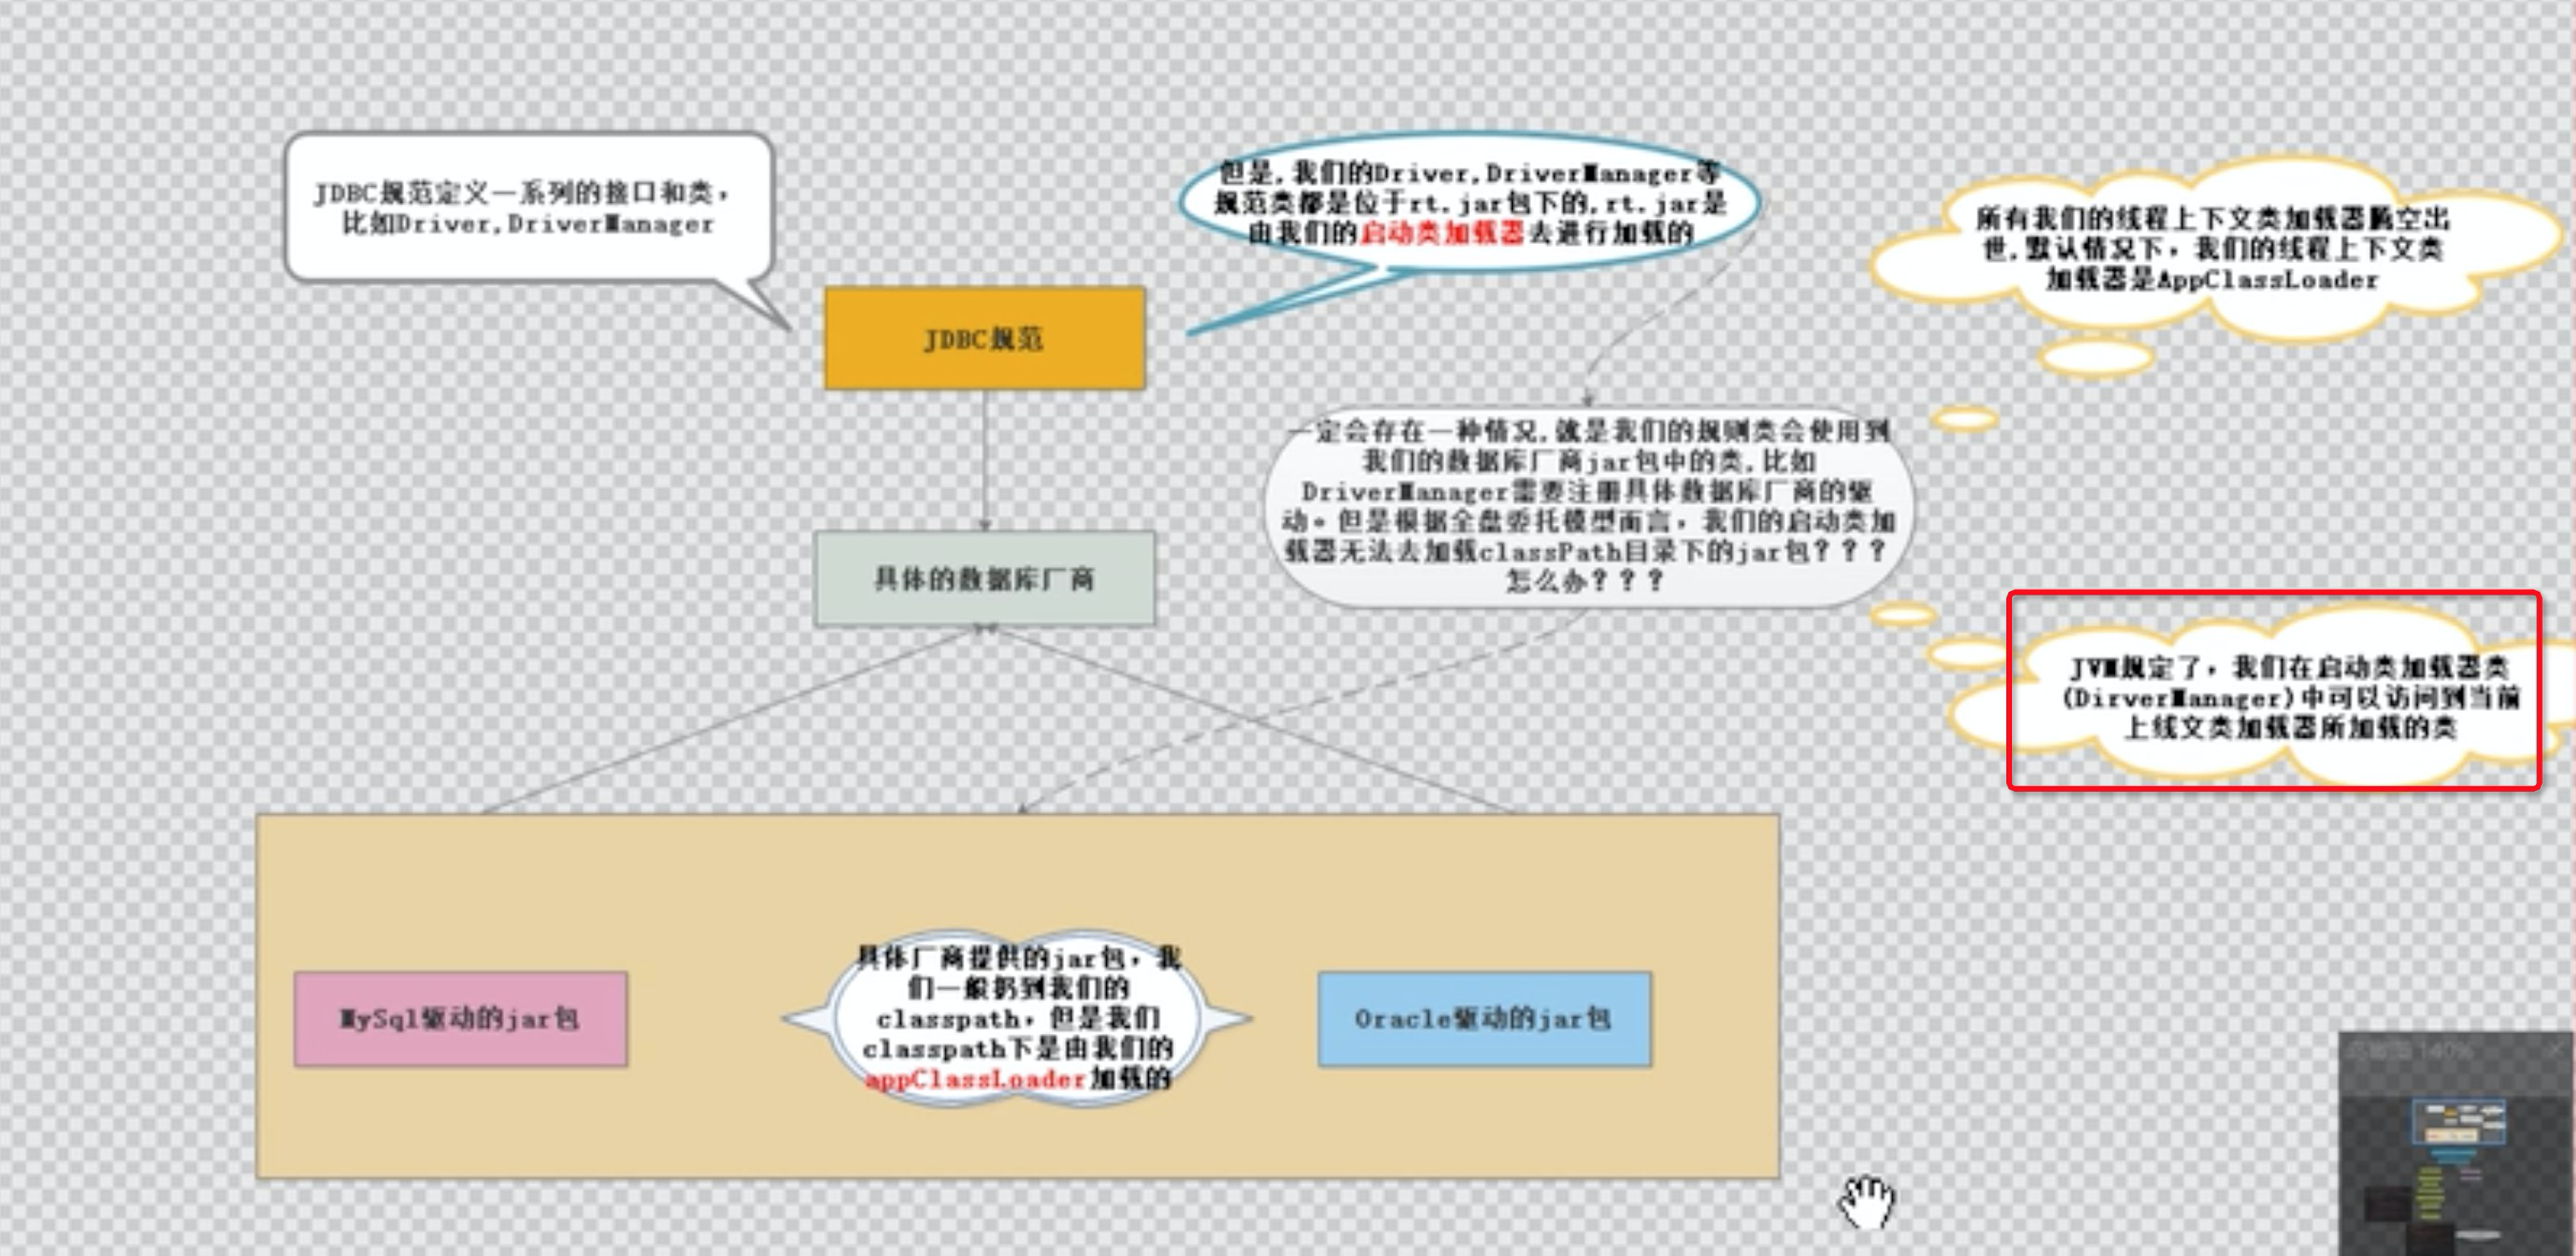 JDBC规范定义一系列的接口和类，
比如Driver,DriverManager
但是,我们的Driver,DriverManager等
规范类都是位于rt.jar包下的,rt.jar是
由我们的启动类加载器去进行加载的
所有我们的线程上下文类加载器腾空出
世,默认情况下，我们的线程上下文类
加载器是AppClassLoader
JDBC规范
一定会存在一种情况,就是我们的规则类会使用到
我们的数据库厂商jar包中的类,比如
DriverManager需要注册具体数据库厂商的驱
动。但是根据全盘委托模型而言，我们的启动类加
载器无法去加载classPath目录下的jar包？？？
怎么办？？？
具体的数据库厂商
JVM规定了，我们在启动类加载器类
(DirverManager)中可以访问到当前
上线文类加载器所加载的类
具体厂商提供的jar包，我
们一般扔到我们的
classpath，但是我们
classpath下是由我们的
appClassLoader加载的
MySql驱动的jar包
Oracle驱动的jar包
140%